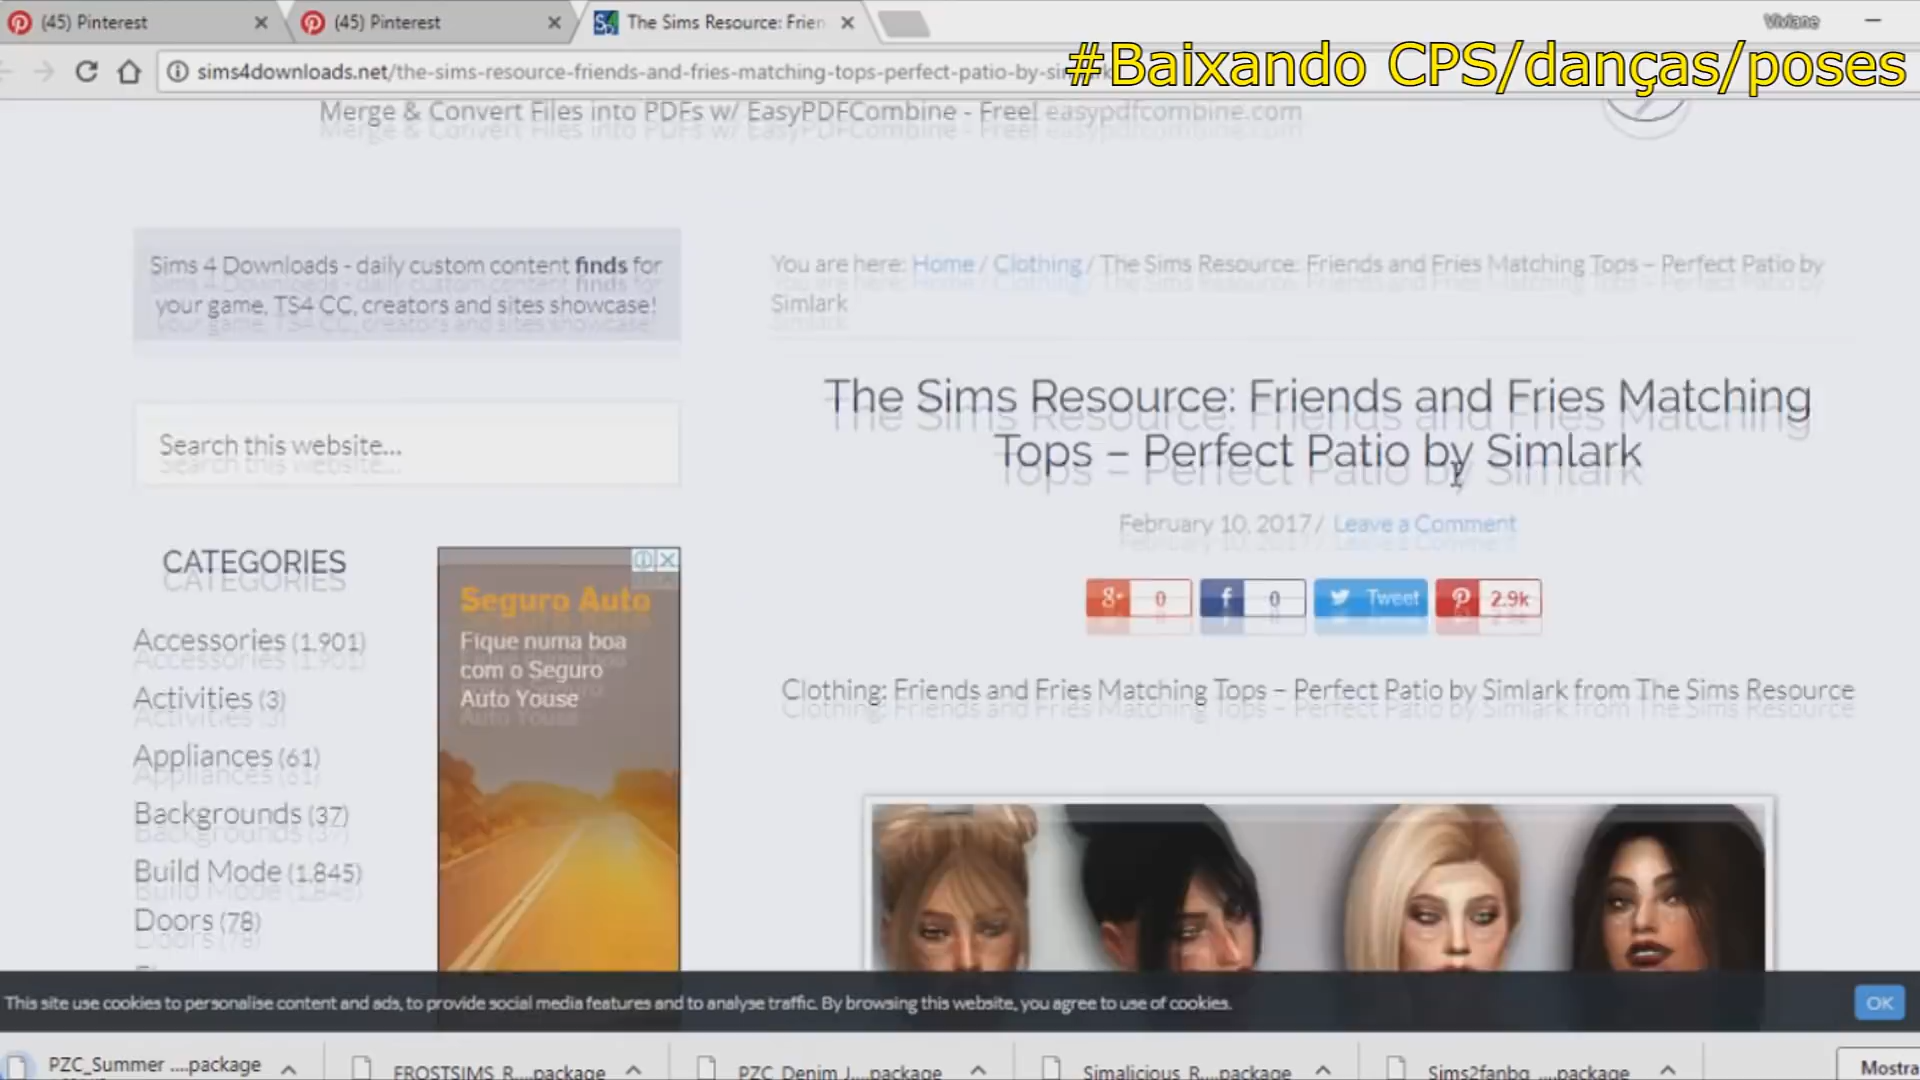 (45) Pinterest
(45) Pinterest
The Sims Resource: Frien
Viviane
sims4downloads.net/the-sims-resource-friends-and-fries-matching-tops-perfect-patio-by-si
#Baixando CPS/danças/poses
Merge & Convert Files into PDFs w/ EasyPDFCombine - Free! easypdfcombine.com
Sims 4 Downloads - daily custom content finds for
your game, TS4 CC, creators and sites showcase!
Search this website...
CATEGORIES
Accessories (1.901)
Activities (3)
Appliances (61)
Backgrounds (37)
Build Mode (1.845)
Doors (78)
Seguro Auto
Fique numa boa
com o Seguro
Auto Youse
You are here: Home / Clothing / The Sims Resource: Friends and Fries Matching Tops – Perfect Patio by
Simlark
The Sims Resource: Friends and Fries Matching
Tops – Perfect Patio by Simlark
February 10, 2017 / Leave a Comment
g+ 0 f 0 Tweet 2.9k
Clothing: Friends and Fries Matching Tops – Perfect Patio by Simlark from The Sims Resource
This site use cookies to personalise content and ads, to provide social media features and to analyse traffic. By browsing this website, you agree to use of cookies.
OK
PZC_Summer ....package
FROSTSIMS_R....package
PZC_Denim J....package
Simalicious_R....package
Sims2fanbg_....package
Mostra